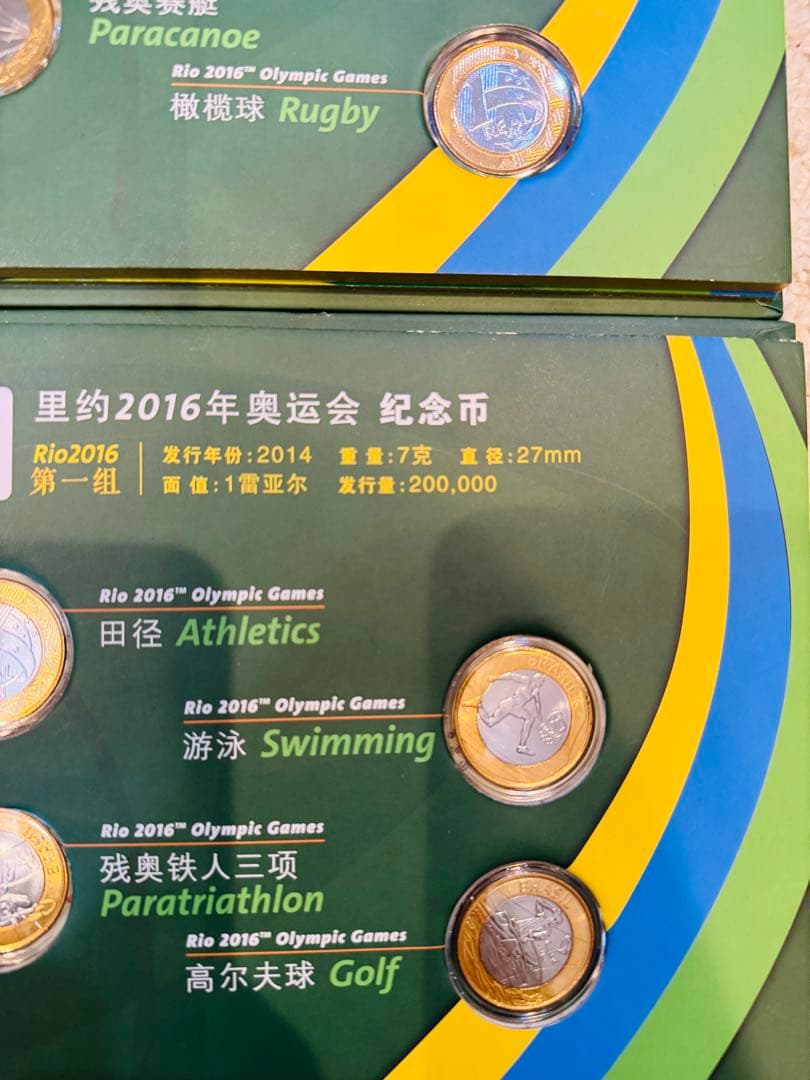 残奥赛艇
Paracanoe
Rio 2016™ Olympic Games
橄榄球 Rugby
1
REAL
里约2016年奥运会 纪念币
Rio2016
第一组
发行年份:2014 重量:7克 直径:27mm
面值:1雷亚尔 发行量:200,000
Rio 2016™ Olympic Games
田径 Athletics
Rio 2016™ Olympic Games
游泳 Swimming
BRASIL
Rio 2016™ Olympic Games
残奥铁人三项
Paratriathlon
Rio 2016™ Olympic Games
高尔夫球 Golf
BRASIL